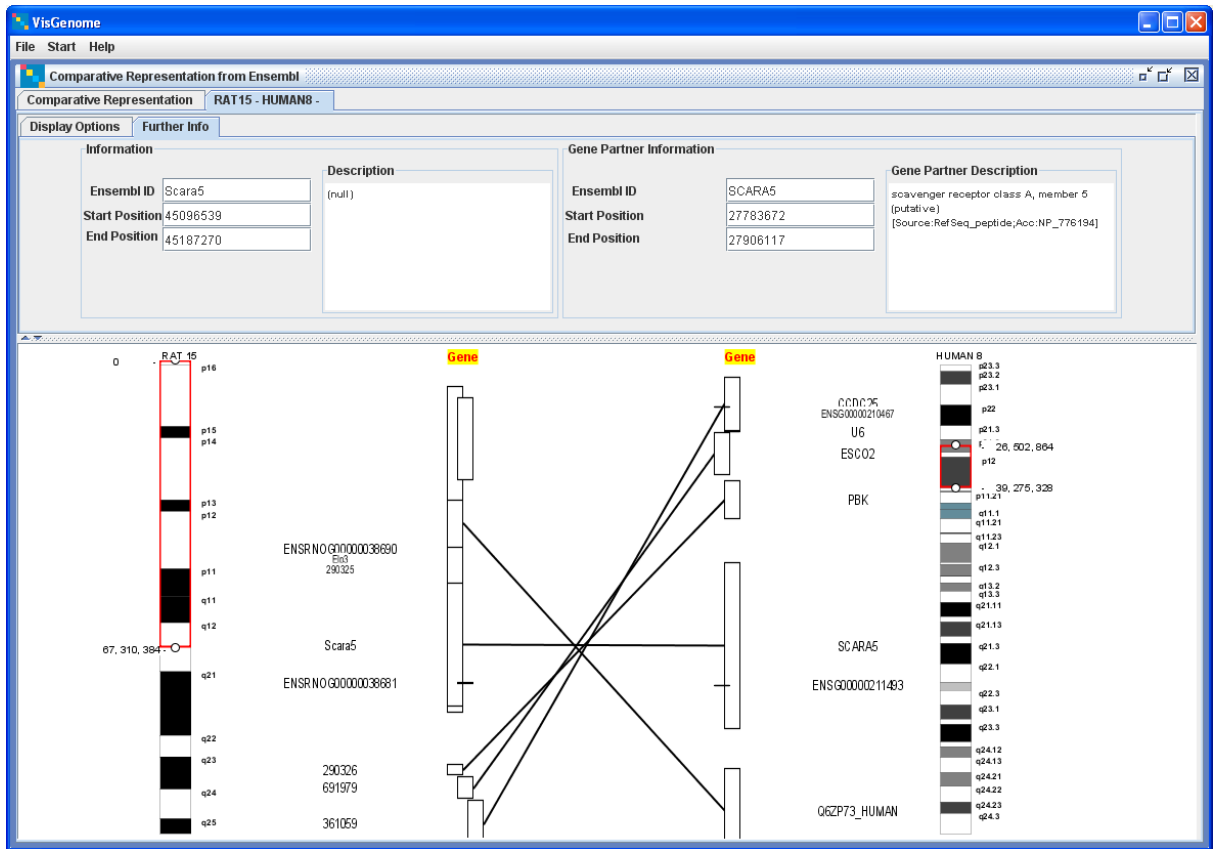 VisGenome
File Start Help
Comparative Representation from Ensembl
Comparative Representation RAT15 - HUMAN8 -
Display Options Further Info
Information
Ensembl ID Scara5
Start Position 45096539
End Position 45187270
Description
(null)
Gene Partner Information
Ensembl ID SCARA5
Start Position 27783672
End Position 27906117
Gene Partner Description
scavenger receptor class A, member 5
(putative)
[Source:RefSeq_peptide;Acc:NP_776194]
0 -
RAT 15
p16
p15
p14
p13
p12
p11
q11
q12
67, 310, 384 -
q21
q22
q23
q24
q25
Gene
ENSRNOG00000038690
Elo3
290325
Scara5
ENSRNOG00000038681
290326
691979
361059
Gene
CCDC25
ENSG00000210467
U6
ESCO2
PBK
SCARA5
ENSG00000211493
Q6ZP73_HUMAN
HUMAN 8
p23.3
p23.2
p23.1
p22
p21.3
- 26, 502, 864
p12
- 39, 275, 328
p11.21
q11.1
q11.21
q11.23
q12.1
q12.3
q13.2
q13.3
q21.11
q21.13
q21.3
q22.1
q22.3
q23.1
q23.3
q24.12
q24.13
q24.21
q24.22
q24.23
q24.3